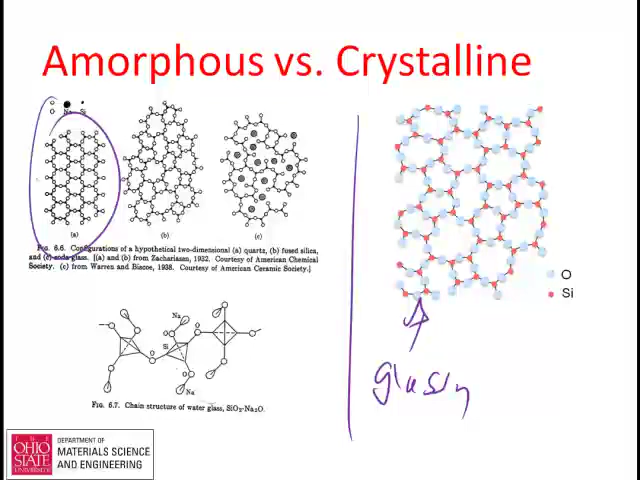 Amorphous vs. Crystalline
O Na Si
(a) (b) (c)
FIG. 6.6. Configurations of a hypothetical two-dimensional (a) quartz, (b) fused silica,
and (c) soda-glass. [(a) and (b) from Zachariasen, 1932. Courtesy of American Chemical
Society. (c) from Warren and Biscoe, 1938. Courtesy of American Ceramic Society.]
Na
O
Si
O
O
Na
FIG. 6.7. Chain structure of water glass, SiO₂-Na₂O.
O
Si
glassy
THE
OHIO
STATE
UNIVERSITY
DEPARTMENT OF
MATERIALS SCIENCE
AND ENGINEERING